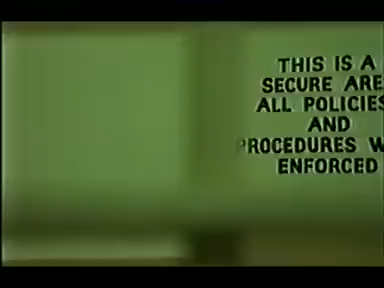 THIS IS A
SECURE ARE
ALL POLICIES
AND
PROCEDURES W
ENFORCED